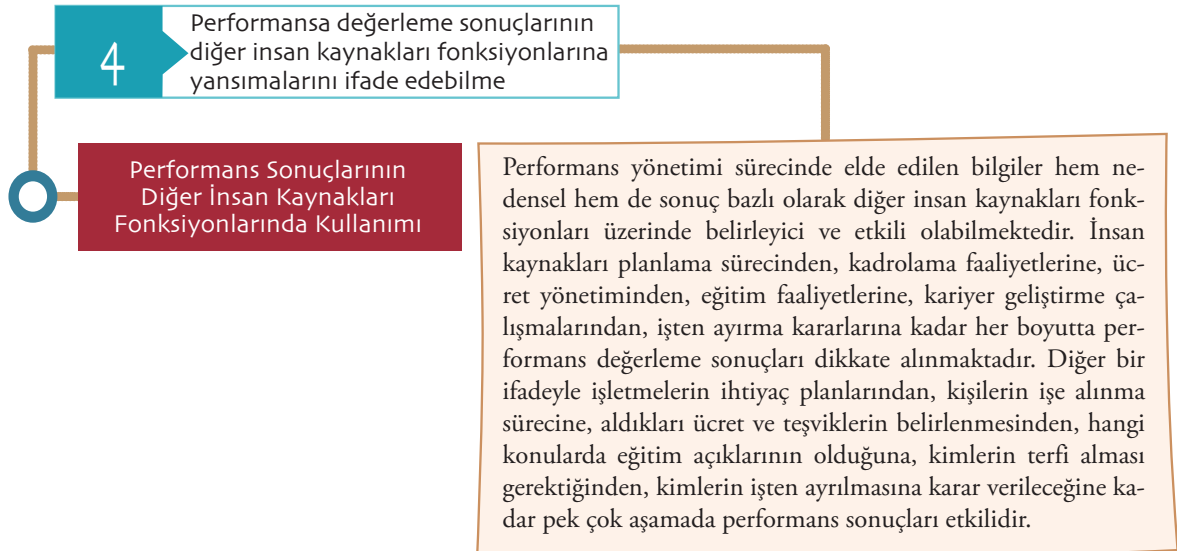 4
Performansa değerleme sonuçlarının
diğer insan kaynakları fonksiyonlarına
yansımalarını ifade edebilme
Performans Sonuçlarının
Diğer İnsan Kaynakları
Fonksiyonlarında Kullanımı
Performans yönetimi sürecinde elde edilen bilgiler hem ne-
densel hem de sonuç bazlı olarak diğer insan kaynakları fonk-
siyonları üzerinde belirleyici ve etkili olabilmektedir. İnsan
kaynakları planlama sürecinden, kadrolama faaliyetlerine, üc-
ret yönetiminden, eğitim faaliyetlerine, kariyer geliştirme ça-
lışmalarından, işten ayırma kararlarına kadar her boyutta per-
formans değerleme sonuçları dikkate alınmaktadır. Diğer bir
ifadeyle işletmelerin ihtiyaç planlarından, kişilerin işe alınma
sürecine, aldıkları ücret ve teşviklerin belirlenmesinden, hangi
konularda eğitim açıklarının olduğuna, kimlerin terfi alması
gerektiğinden, kimlerin işten ayrılmasına karar verileceğine ka-
dar pek çok aşamada performans sonuçları etkilidir.